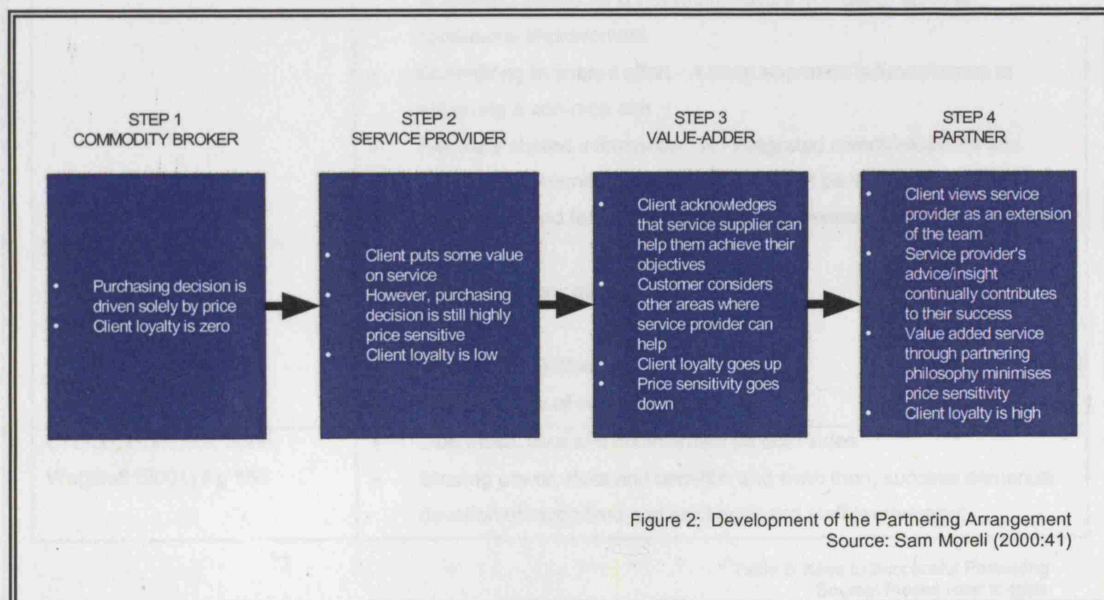 STEP 1
COMMODITY BROKER
• Purchasing decision is
driven solely by price
• Client loyalty is zero
STEP 2
SERVICE PROVIDER
• Client puts some value
on service
• However, purchasing
decision is still highly
price sensitive
• Client loyalty is low
STEP 3
VALUE-ADDER
• Client acknowledges
that service supplier can
help them achieve their
objectives
• Customer considers
other areas where
service provider can
help
• Client loyalty goes up
• Price sensitivity goes
down
STEP 4
PARTNER
• Client views service
provider as an extension
of the team
• Service provider's
advice/insight
continually contributes
to their success
• Value added service
through partnering
philosophy minimises
price sensitivity
• Client loyalty is high
Figure 2: Development of the Partnering Arrangement
Source: Sam Moreli (2000:41)